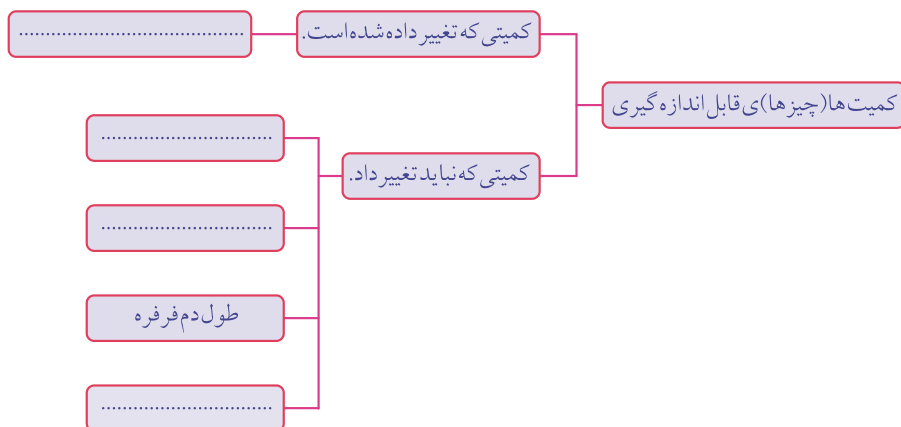 کمیت‌ها (چیزها)ی قابل اندازه‌گیری
کمیتی که تغییر داده شده است.
...........................................
کمیتی که نباید تغییر داد.
.................................
.................................
طول دم فرفره
.................................